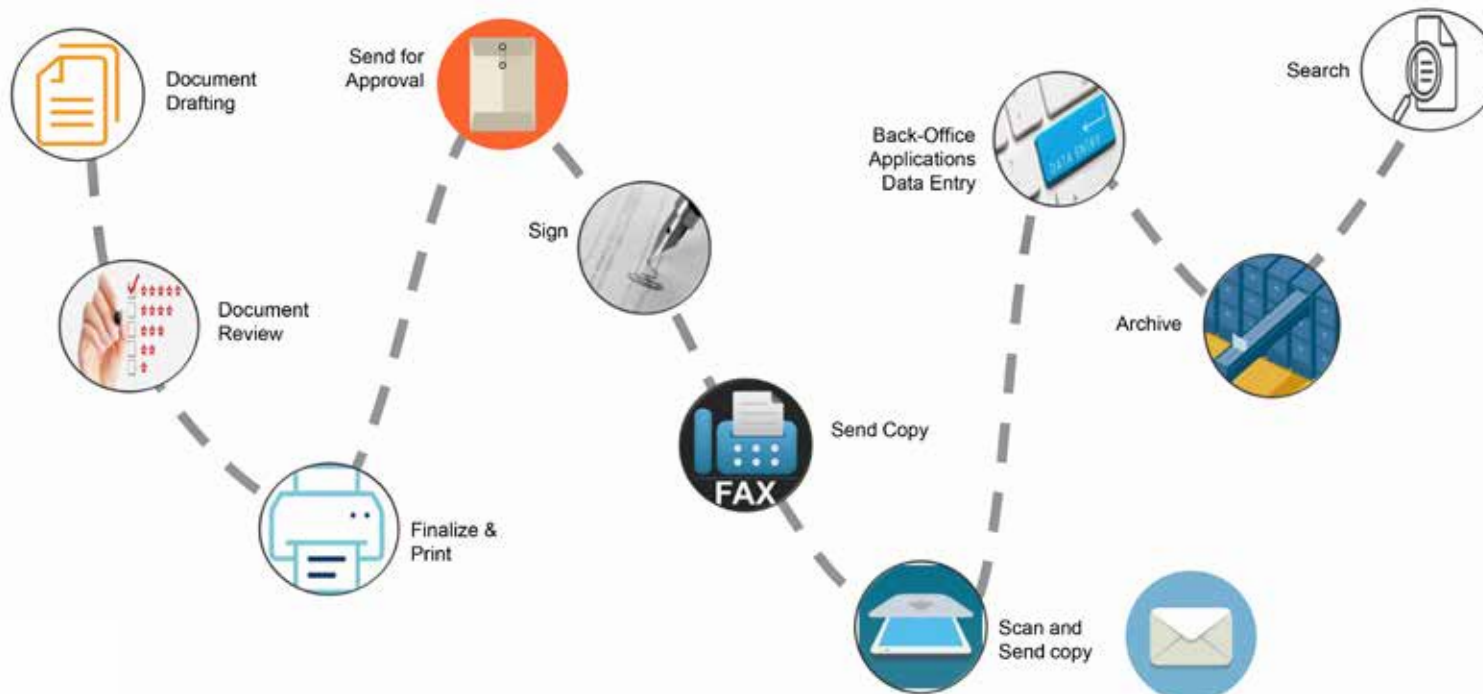 Document
Drafting
Document
Review
Finalize &
Print
Send for
Approval
Sign
Send Copy
FAX
Scan and
Send copy
Back-Office
Applications
Data Entry
DATA ENTRY
Archive
Search